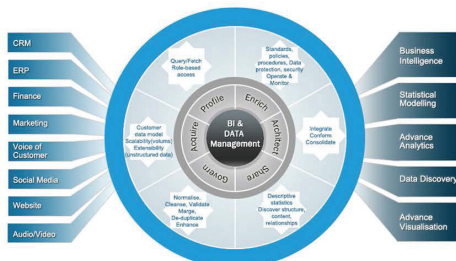 CRM
ERP
Finance
Marketing
Voice of
Customer
Social Media
Website
Audio/Video
Query/Fetch
Role-based
access
Standards,
policies,
procedures, Data
protection, security
Operate &
Monitor
Customer
data model
Scalability(volums)
Extensibility
(unstructured data)
Integrate
Conform
Consolidate
Normalise,
Cleanse, Validate
Marge,
De-duplicate
Enhance
Descriptive
statistics
Discover structure,
content,
relationships
Profile
Enrich
Architect
Share
Govern
Acquire
BI &
DATA
Management
Business
Intelligence
Statistical
Modelling
Advance
Analytics
Data Discovery
Advance
Visualisation